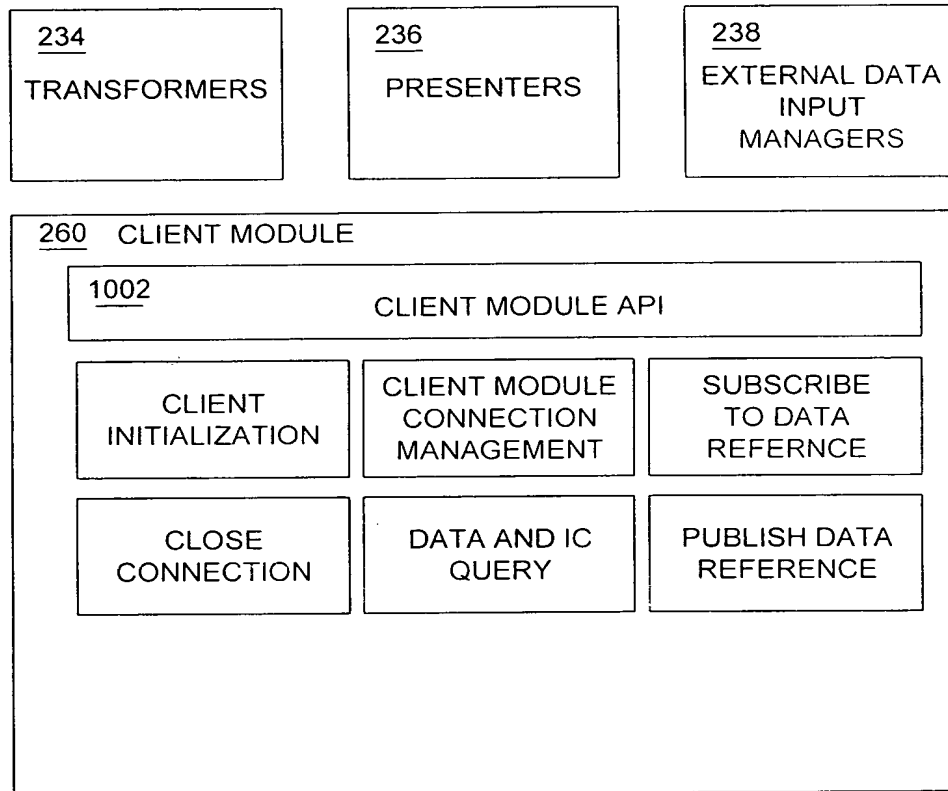 234
TRANSFORMERS
236
PRESENTERS
238
EXTERNAL DATA
INPUT
MANAGERS
260 CLIENT MODULE
1002
CLIENT MODULE API
CLIENT
INITIALIZATION
CLIENT MODULE
CONNECTION
MANAGEMENT
SUBSCRIBE
TO DATA
REFERNCE
CLOSE
CONNECTION
DATA AND IC
QUERY
PUBLISH DATA
REFERENCE